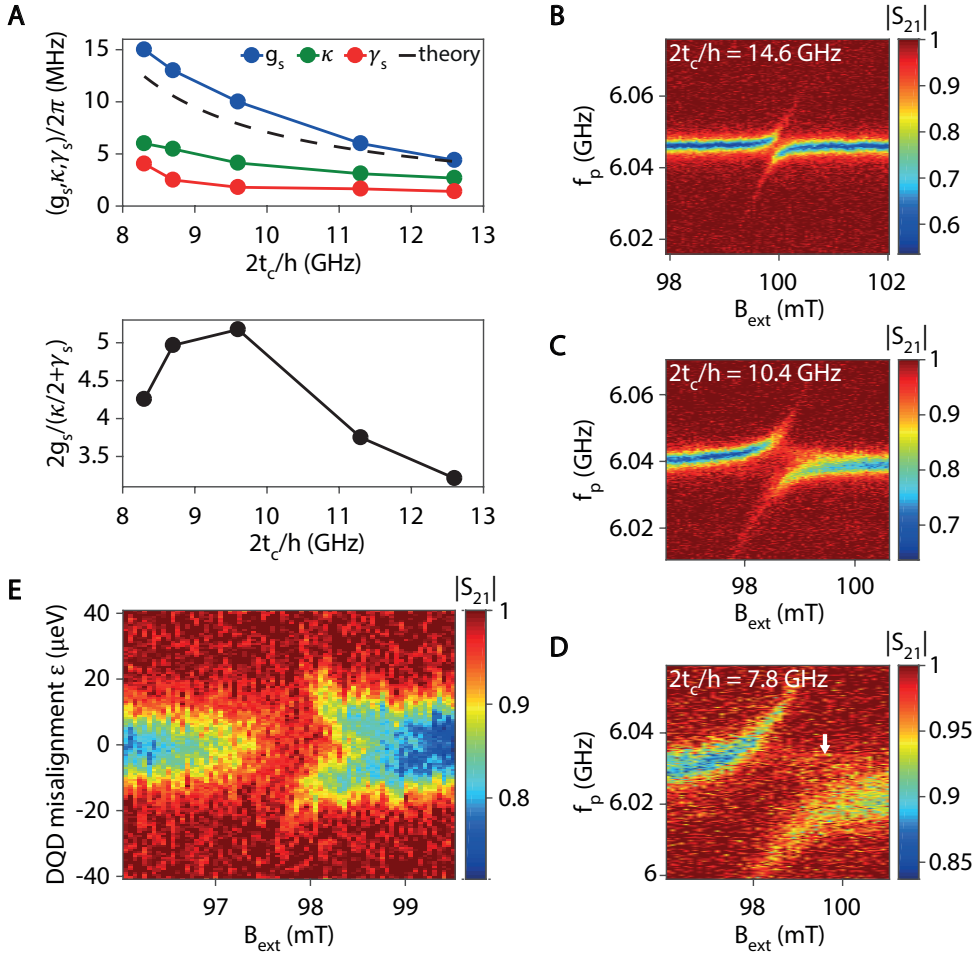 A
g_s κ γ_s theory
(g_s,κ,γ_s)/2π (MHz)
15
10
5
0
8 9 10 11 12 13
2t_c/h (GHz)
2g_s/(κ/2+γ_s)
5
4.5
4
3.5
8 9 10 11 12 13
2t_c/h (GHz)
B
|S_21|
2t_c/h = 14.6 GHz
f_p (GHz)
6.06
6.04
6.02
98 100 102
B_ext (mT)
1
0.9
0.8
0.7
0.6
C
|S_21|
2t_c/h = 10.4 GHz
f_p (GHz)
6.06
6.04
6.02
98 100
B_ext (mT)
1
0.9
0.8
0.7
D
|S_21|
2t_c/h = 7.8 GHz
f_p (GHz)
6.04
6.02
6
98 100
B_ext (mT)
1
0.95
0.9
0.85
E
|S_21|
DQD misalignment ε (μeV)
40
20
0
-20
-40
97 98 99
B_ext (mT)
1
0.9
0.8